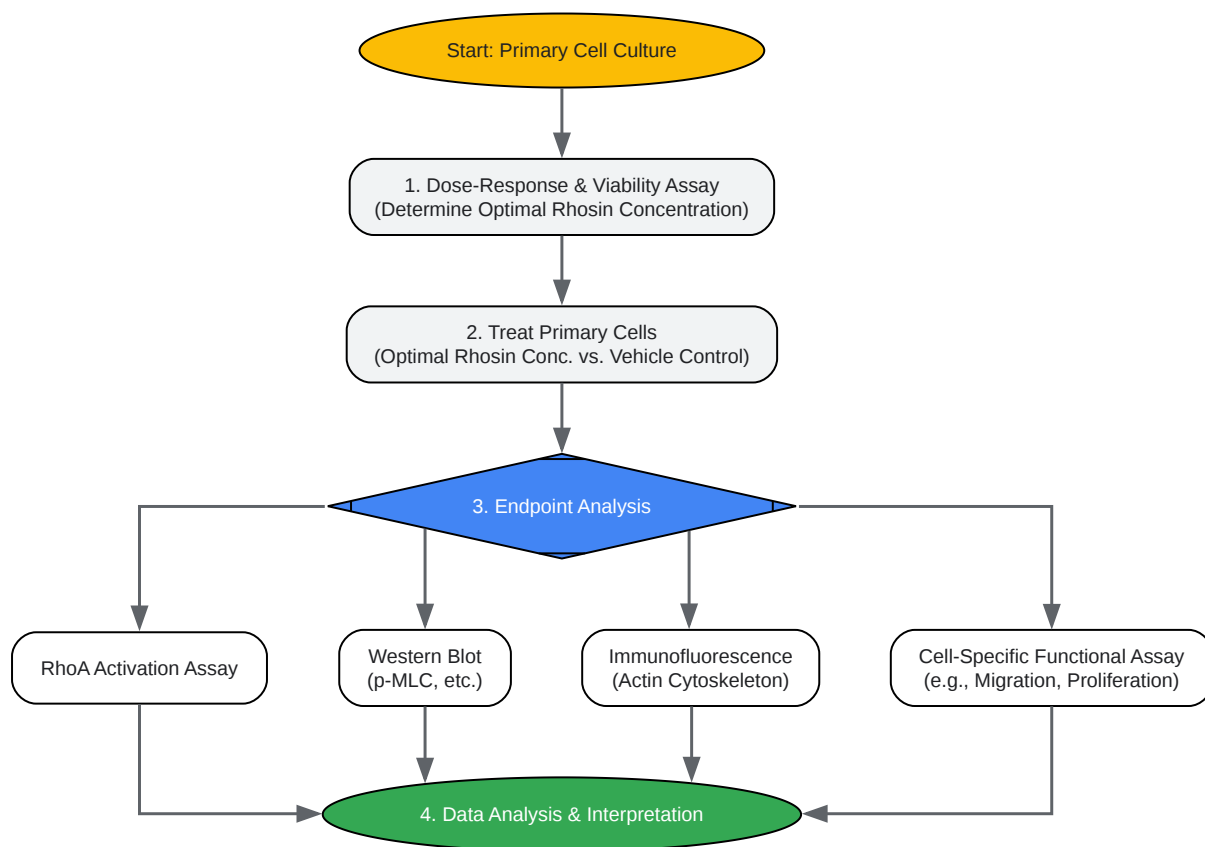 Start: Primary Cell Culture
1. Dose-Response & Viability Assay
(Determine Optimal Rhosin Concentration)
2. Treat Primary Cells
(Optimal Rhosin Conc. vs. Vehicle Control)
3. Endpoint Analysis
RhoA Activation Assay
Western Blot
(p-MLC, etc.)
Immunofluorescence
(Actin Cytoskeleton)
Cell-Specific Functional Assay
(e.g., Migration, Proliferation)
4. Data Analysis & Interpretation